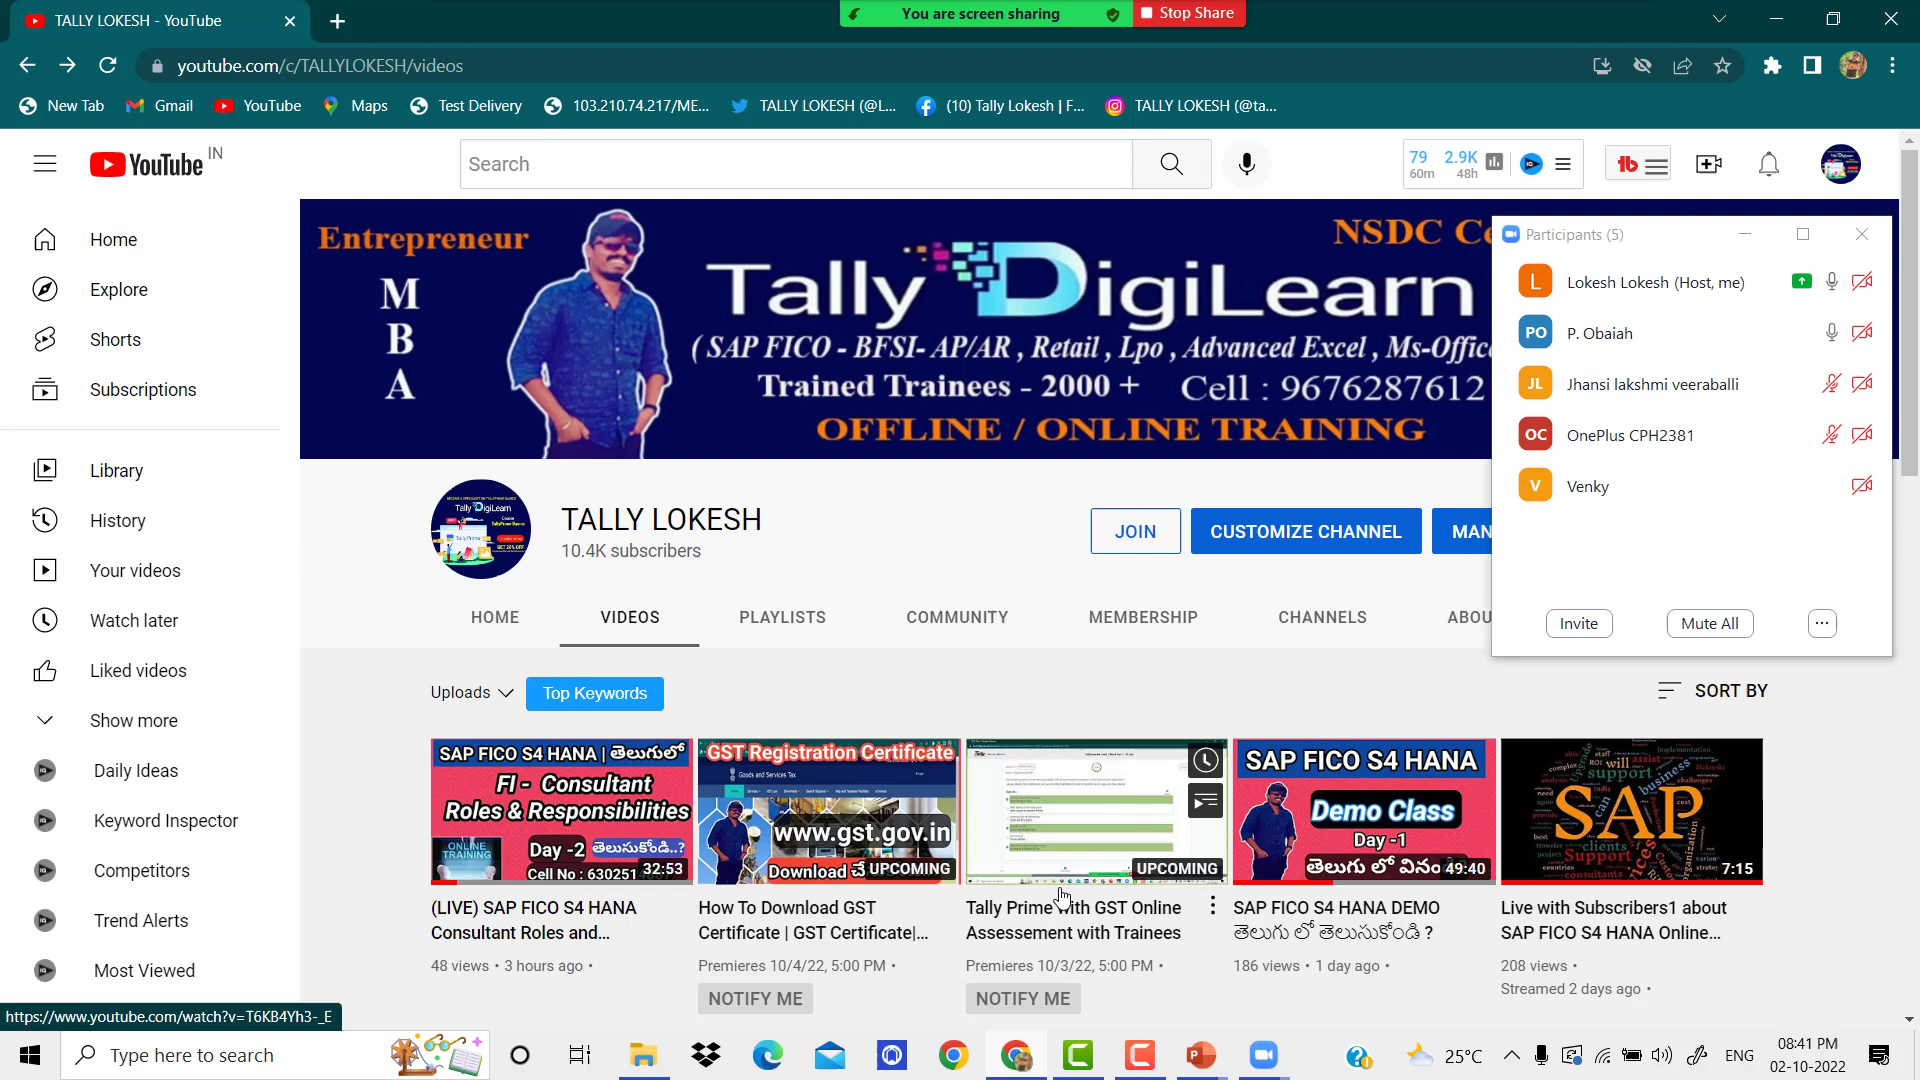 TALLY LOKESH - YouTube
You are screen sharing
Stop Share
youtube.com/c/TALLYLOKESH/videos
New Tab
Gmail
YouTube
Maps
Test Delivery
103.210.74.217/ME...
TALLY LOKESH (@L...
(10) Tally Lokesh | F...
TALLY LOKESH (@ta...
YouTube IN
Search
79 2.9K
60m 48h
Entrepreneur
M
B
A
NSDC Ce
Tally DigiLearn
( SAP FICO - BFSI- AP/AR , Retail , Lpo , Advanced Excel , Ms-Office
Trained Trainees - 2000 + Cell : 9676287612
OFFLINE / ONLINE TRAINING
Participants (5)
L Lokesh Lokesh (Host, me)
PO P. Obaiah
JL Jhansi lakshmi veeraballi
OC OnePlus CPH2381
V Venky
Invite
Mute All
Home
Explore
Shorts
Subscriptions
Library
History
Your videos
Watch later
Liked videos
Show more
Daily Ideas
Keyword Inspector
Competitors
Trend Alerts
Most Viewed
TALLY LOKESH
10.4K subscribers
JOIN
CUSTOMIZE CHANNEL
MAN
HOME
VIDEOS
PLAYLISTS
COMMUNITY
MEMBERSHIP
CHANNELS
ABOU
Uploads
Top Keywords
SORT BY
SAP FICO S4 HANA | తెలుగులో
FI - Consultant
Roles & Responsibilities
ONLINE TRAINING
Day -2 తెలుసుకోండి..?
Cell No : 630251
32:53
(LIVE) SAP FICO S4 HANA
Consultant Roles and...
48 views • 3 hours ago •
GST Registration Certificate
Goods and Services Tax
www.gst.gov.in
Download చే
UPCOMING
How To Download GST
Certificate | GST Certificate|...
Premieres 10/4/22, 5:00 PM •
NOTIFY ME
UPCOMING
Tally Prime with GST Online
Assessement with Trainees
Premieres 10/3/22, 5:00 PM •
NOTIFY ME
SAP FICO S4 HANA
Demo Class
Day -1
తెలుగు లో వినం
49:40
SAP FICO S4 HANA DEMO
తెలుగు లో తెలుసుకోండి ?
186 views • 1 day ago •
SAP
support
business
Support
7:15
Live with Subscribers1 about
SAP FICO S4 HANA Online...
208 views •
Streamed 2 days ago •
https://www.youtube.com/watch?v=T6KB4Yh3-_E
Type here to search
25°C
ENG
08:41 PM
02-10-2022